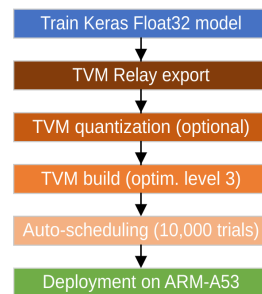 Train Keras Float32 model
TVM Relay export
TVM quantization (optional)
TVM build (optim. level 3)
Auto-scheduling (10,000 trials)
Deployment on ARM-A53